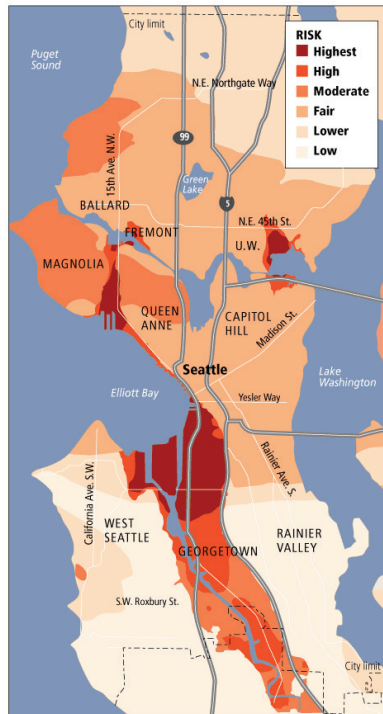 City limit
Puget
Sound
RISK
Highest
High
Moderate
Fair
Lower
Low
N.E. Northgate Way
99
15th Ave. N.W.
Green
Lake
5
BALLARD
N.E. 45th St.
FREMONT
U.W.
MAGNOLIA
QUEEN
ANNE
CAPITOL
HILL
Madison St.
Seattle
Lake
Washington
Elliott Bay
Yesler Way
Rainier Ave. S.
California Ave. S.W.
WEST
SEATTLE
GEORGETOWN
RAINIER
VALLEY
S.W. Roxbury St.
City limit